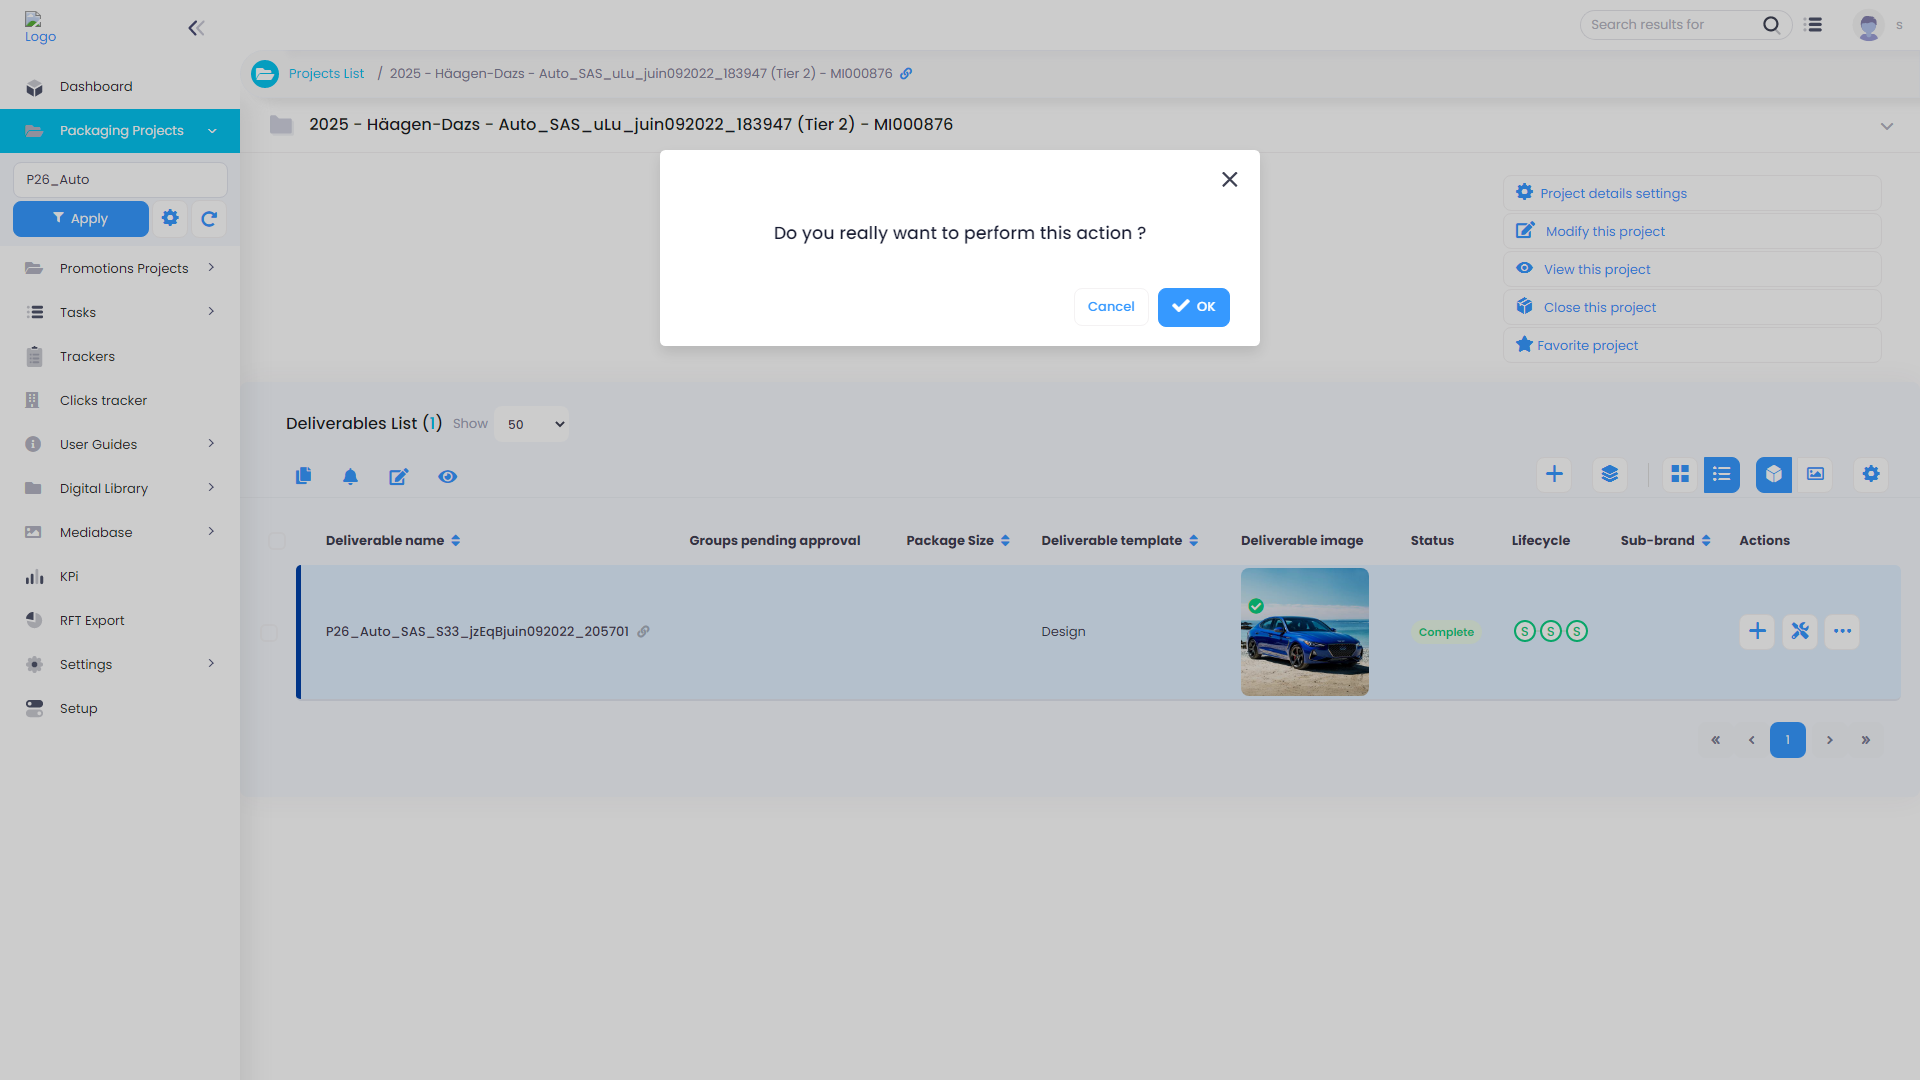 Logo
Search results for
s
Dashboard
Packaging Projects
P26_Auto
Apply
Promotions Projects
Tasks
Trackers
Clicks tracker
User Guides
Digital Library
Mediabase
KPi
RFT Export
Settings
Setup
Projects List / 2025 - Häagen-Dazs - Auto_SAS_uLu_juin092022_183947 (Tier 2) - MI000876
2025 - Häagen-Dazs - Auto_SAS_uLu_juin092022_183947 (Tier 2) - MI000876
Do you really want to perform this action ?
Cancel
OK
Project details settings
Modify this project
View this project
Close this project
Favorite project
Deliverables List (1) Show 50
Deliverable name Groups pending approval Package Size Deliverable template Deliverable image Status Lifecycle Sub-brand Actions
P26_Auto_SAS_S33_jzEqBjuin092022_205701 Design Complete S S S
« ‹ 1 › »